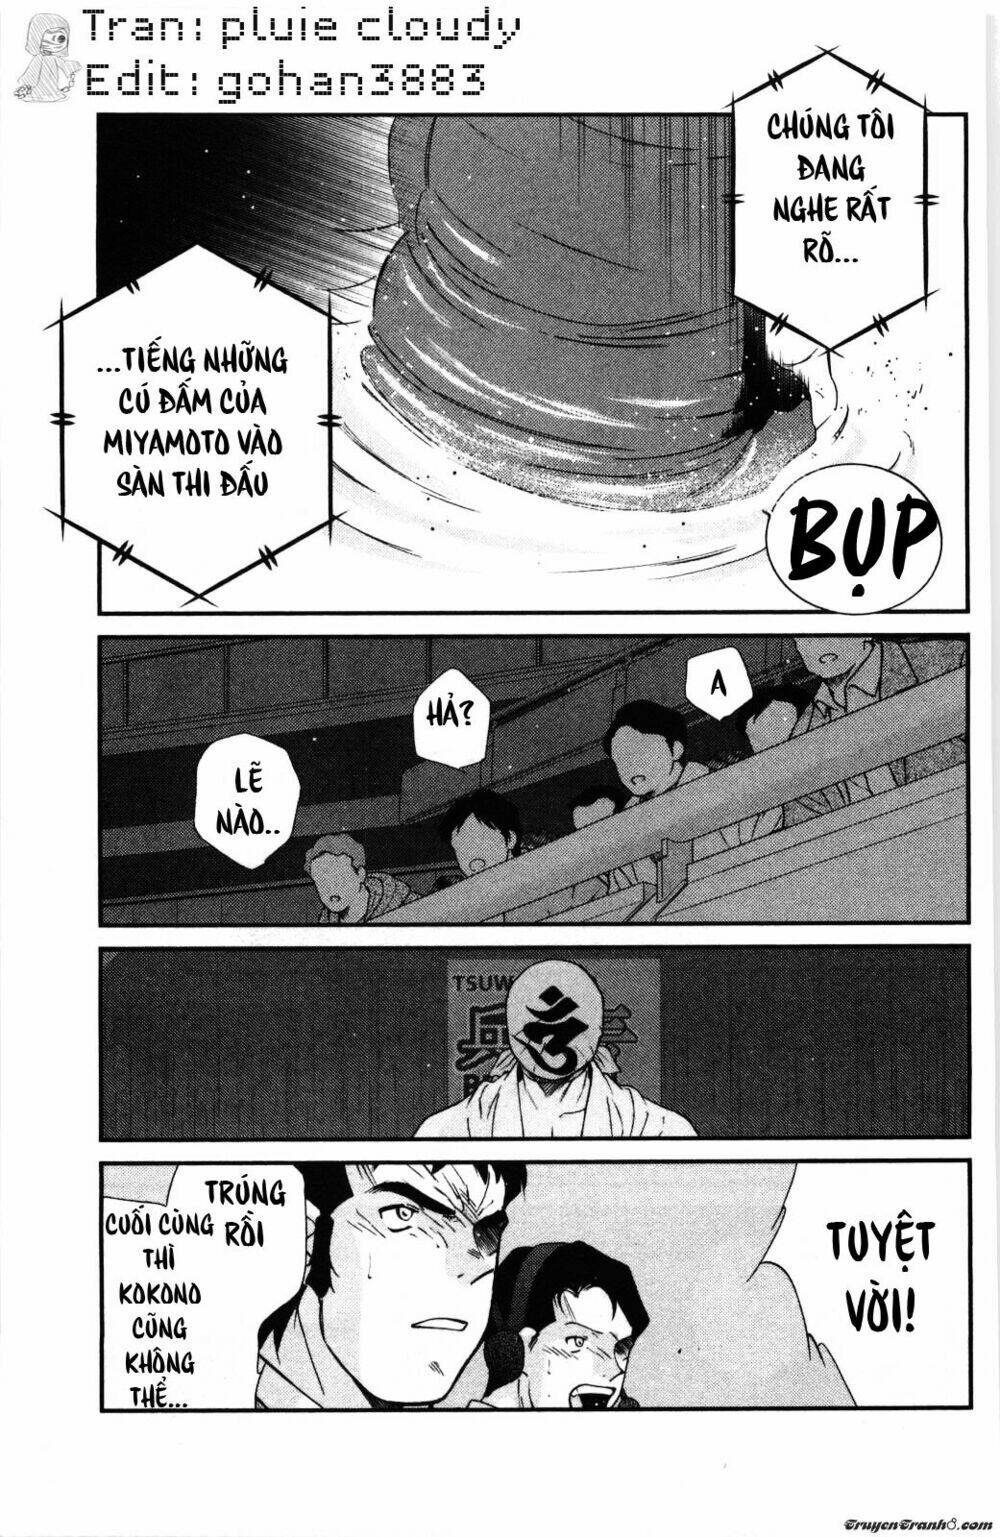 Tran: pluie cloudy
Edit: gohan3883
CHÚNG TÔI
ĐANG
NGHE RẤT
RÕ...
...TIẾNG NHỮNG
CÚ ĐẤM CỦA
MIYAMOTO VÀO
SÀN THI ĐẤU
BỤP
A
HẢ?
LẼ
NÀO..
TSUW
TUYỆT
VỜI!
TRÚNG
RỒI
CUỐI CÙNG
THÌ
KOKONO
CŨNG
KHÔNG
THỂ...
TruyenTranh8.com